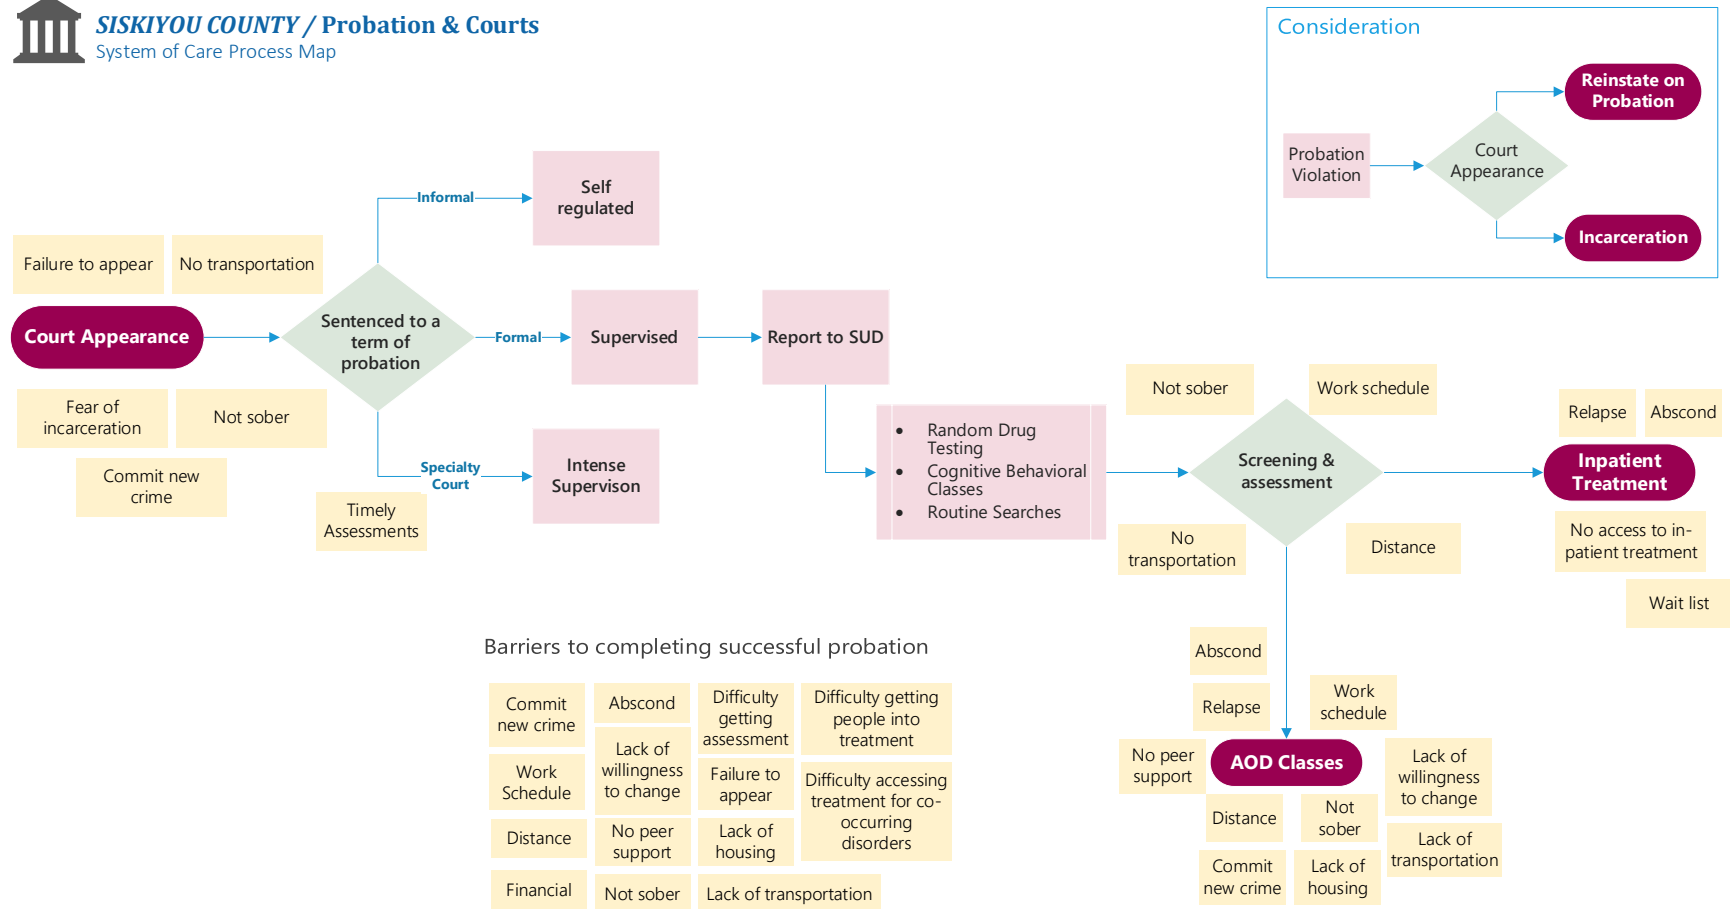 SISKIYOU COUNTY / Probation & Courts
System of Care Process Map
Consideration
Probation
Violation
Court
Appearance
Reinstate on
Probation
Incarceration
Failure to appear
No transportation
Court Appearance
Fear of
incarceration
Not sober
Commit new
crime
Sentenced to a
term of
probation
Informal
Self
regulated
Formal
Supervised
Report to SUD
Specialty
Court
Intense
Supervison
Timely
Assessments
• Random Drug
Testing
• Cognitive Behavioral
Classes
• Routine Searches
Not sober
Work schedule
Screening &
assessment
No
transportation
Distance
Relapse
Abscond
Inpatient
Treatment
No access to in-
patient treatment
Wait list
Abscond
Relapse
Work
schedule
No peer
support
AOD Classes
Lack of
willingness
to change
Distance
Not
sober
Lack of
transportation
Commit
new crime
Lack of
housing
Barriers to completing successful probation
Commit
new crime
Abscond
Difficulty
getting
assessment
Difficulty getting
people into
treatment
Work
Schedule
Lack of
willingness
to change
Failure to
appear
Difficulty accessing
treatment for co-
occurring
disorders
Distance
No peer
support
Lack of
housing
Financial
Not sober
Lack of transportation